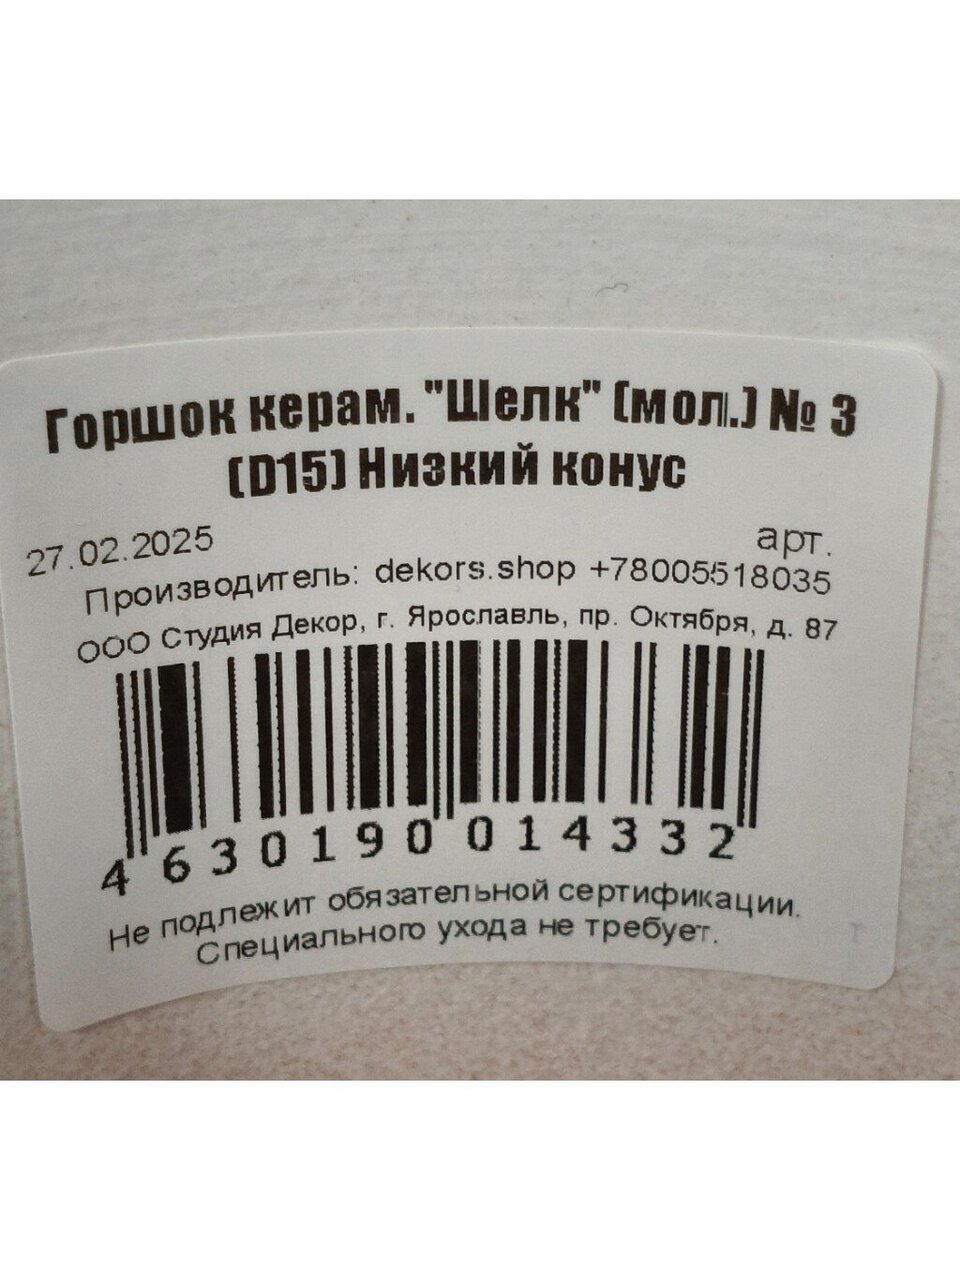 Горшок керам. "Шелк" (мол.) № 3
(D15) Низкий конус
27.02.2025 арт.
Производитель: dekors.shop +78005518035
ООО Студия Декор, г. Ярославль, пр. Октября, д. 87
4 630190 014332
Не подлежит обязательной сертификации.
Специального ухода не требует.